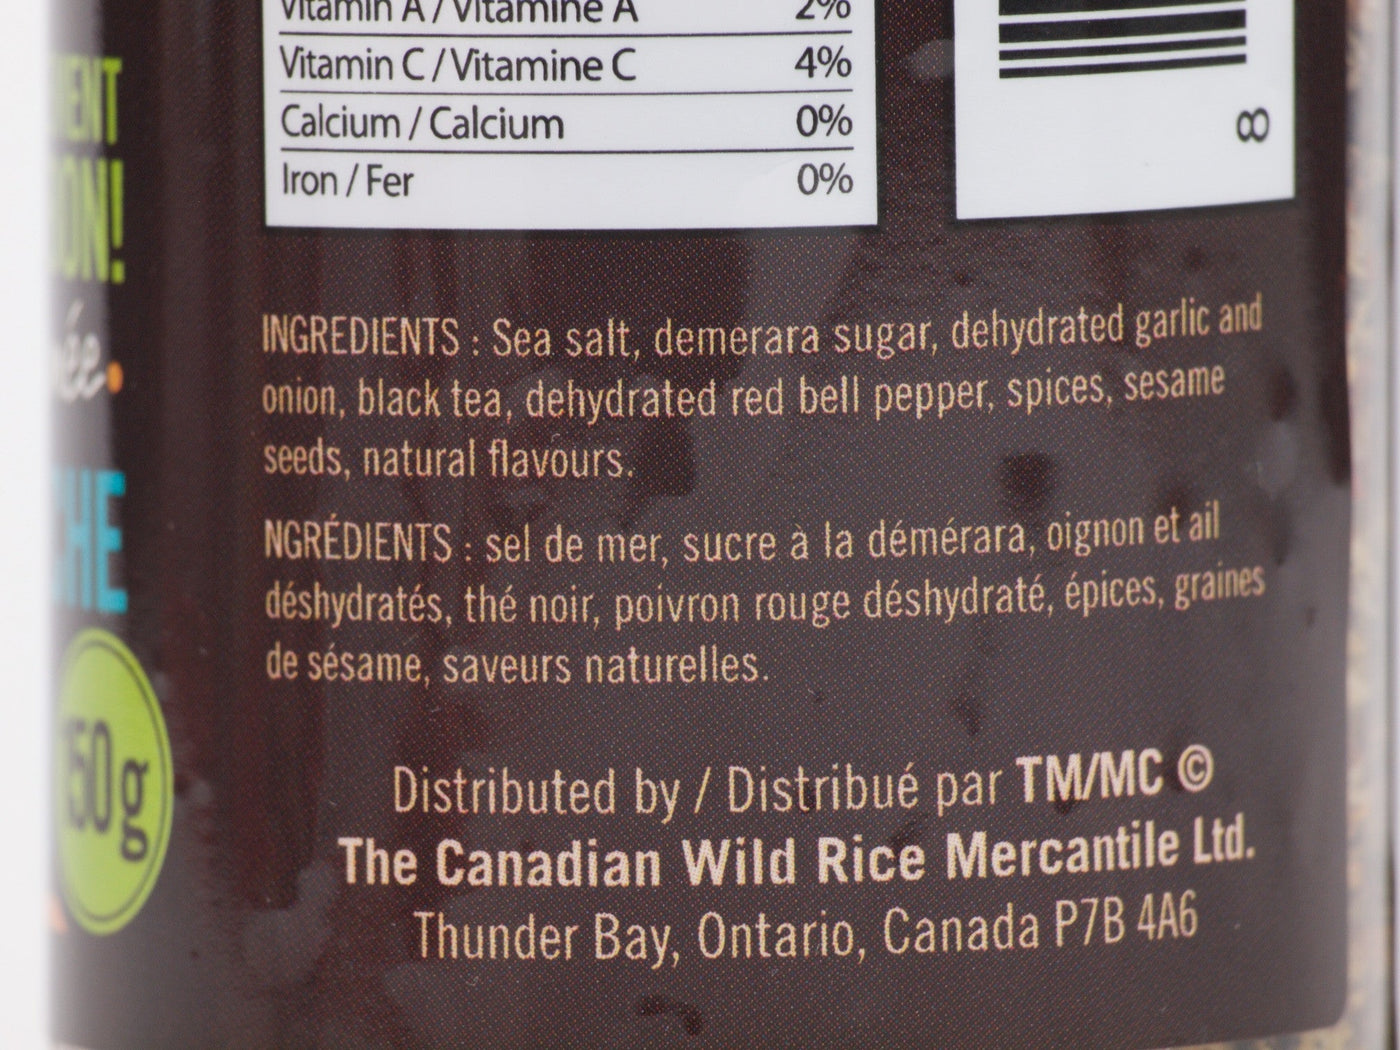 Vitamin A / Vitamine A 2%
Vitamin C / Vitamine C 4%
Calcium / Calcium 0%
Iron / Fer 0%
8
INGREDIENTS : Sea salt, demerara sugar, dehydrated garlic and
onion, black tea, dehydrated red bell pepper, spices, sesame
seeds, natural flavours.
NGRÉDIENTS : sel de mer, sucre à la démérara, oignon et ail
déshydratés, thé noir, poivron rouge déshydraté, épices, graines
de sésame, saveurs naturelles.
Distributed by / Distribué par TM/MC ©
The Canadian Wild Rice Mercantile Ltd.
Thunder Bay, Ontario, Canada P7B 4A6
150g